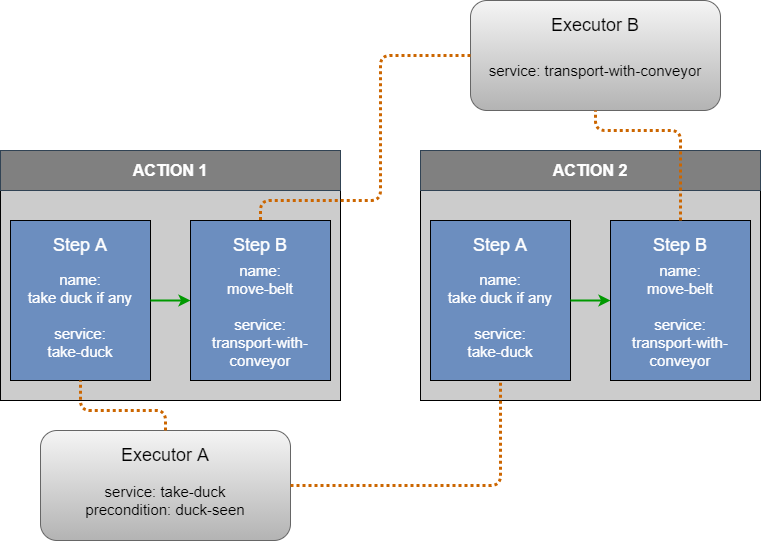 Executor B
service: transport-with-conveyor
ACTION 1
Step A
name:
take duck if any
service:
take-duck
Step B
name:
move-belt
service:
transport-with-
conveyor
ACTION 2
Step A
name:
take duck if any
service:
take-duck
Step B
name:
move-belt
service:
transport-with-
conveyor
Executor A
service: take-duck
precondition: duck-seen